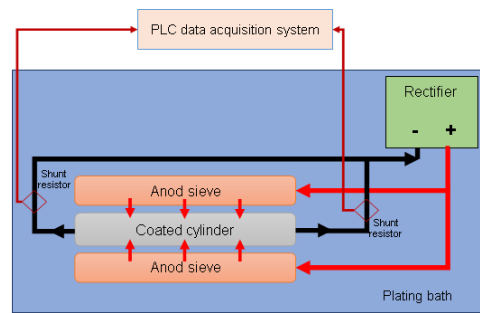 PLC data acquisition system
Rectifier
- +
Shunt
resistor
Anod sieve
Coated cylinder
Shunt
resistor
Anod sieve
Plating bath